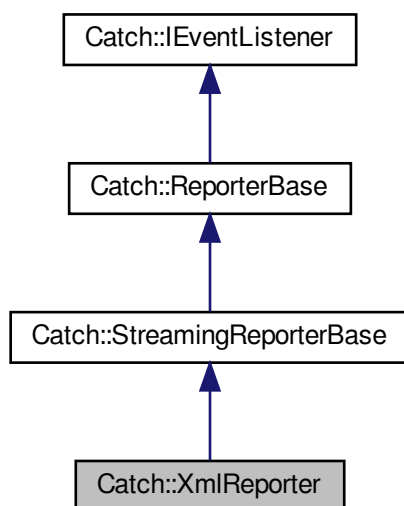 Catch::IEventListener
Catch::ReporterBase
Catch::StreamingReporterBase
Catch::XmlReporter